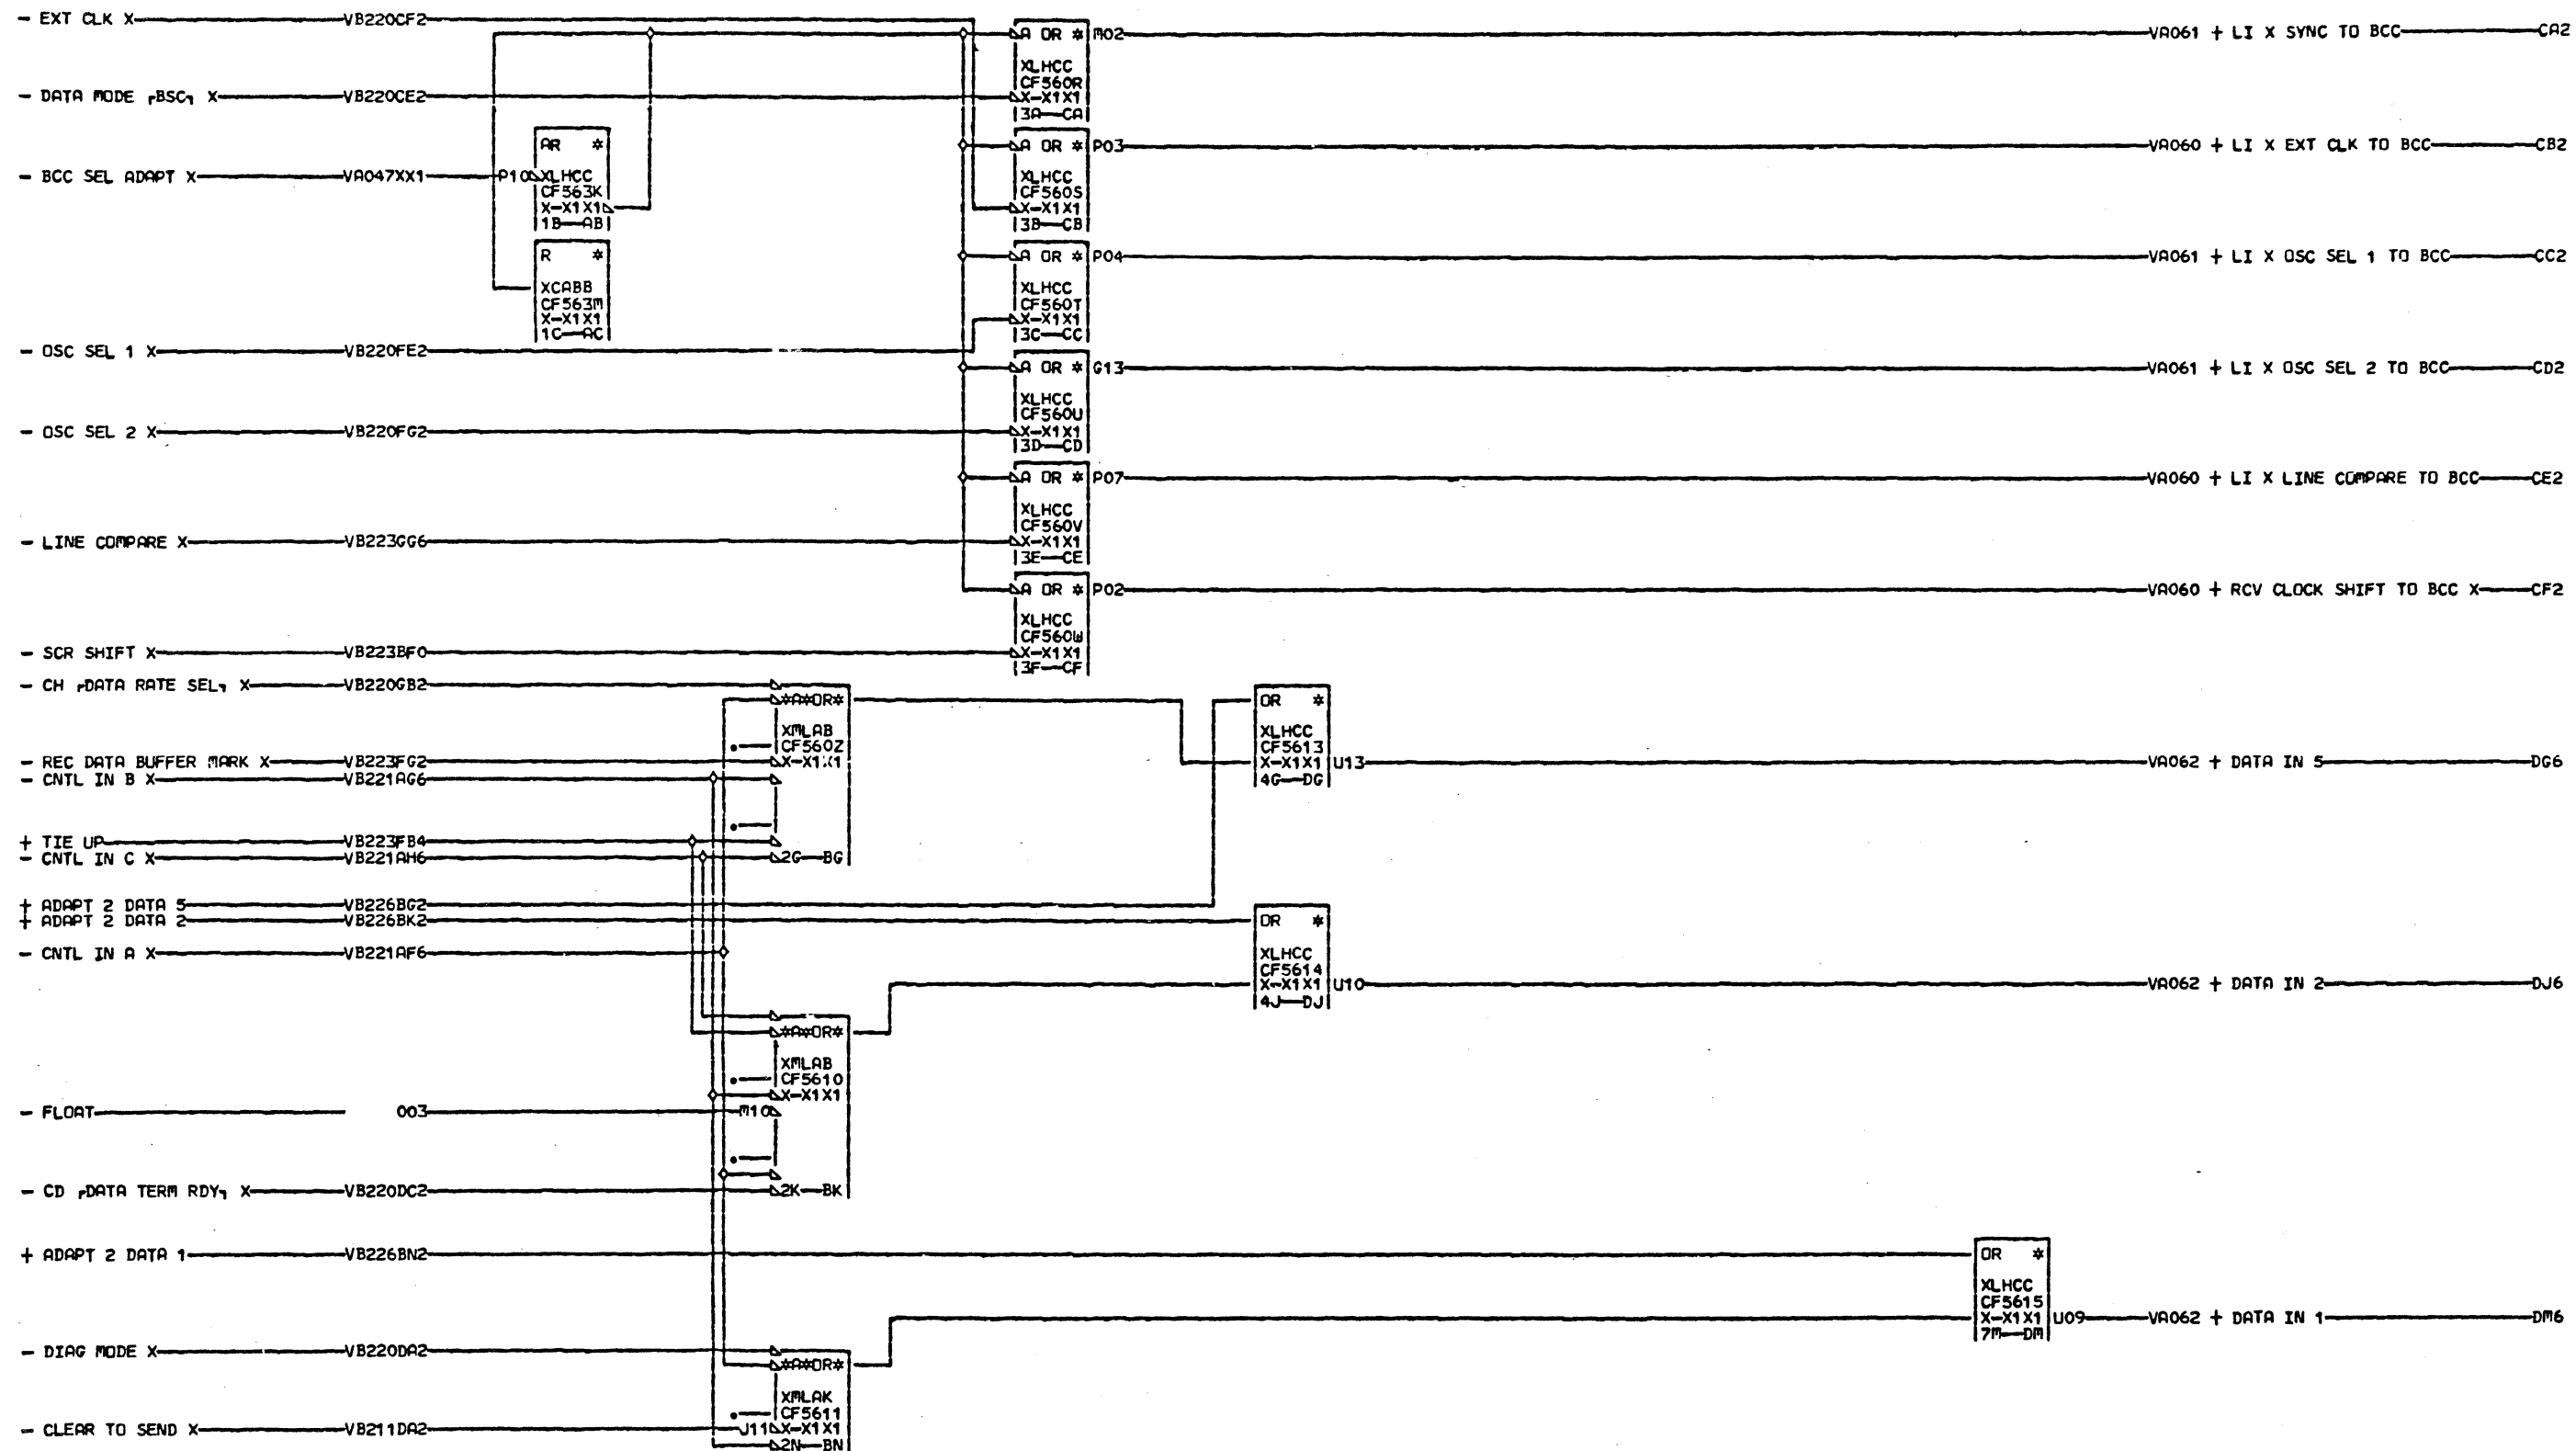 - EXT CLK X VB220CF2
A OR * M02 VA061 + LI X SYNC TO BCC CA2
XLHCC
CF560R
- DATA MODE ┌BSC┐ X VB220CE2 X-X1X1
3A CA
AR *
A OR * P03 VA060 + LI X EXT CLK TO BCC CB2
- BCC SEL ADAPT X VA047XX1 P10 XLHCC
XLHCC
CF563K
CF560S
X-X1X1
X-X1X1
1B AB
3B CB
R *
A OR * P04 VA061 + LI X OSC SEL 1 TO BCC CC2
XCABB
XLHCC
CF563M
CF560T
X-X1X1
X-X1X1
1C AC
3C CC
- OSC SEL 1 X VB220FE2
A OR * G13 VA061 + LI X OSC SEL 2 TO BCC CD2
XLHCC
CF560U
- OSC SEL 2 X VB220FG2 X-X1X1
3D CD
A OR * P07 VA060 + LI X LINE COMPARE TO BCC CE2
XLHCC
CF560V
- LINE COMPARE X VB223GG6 X-X1X1
3E CE
A OR * P02 VA060 + RCV CLOCK SHIFT TO BCC X CF2
XLHCC
CF560W
- SCR SHIFT X VB223BF0 X-X1X1
3F CF
- CH ┌DATA RATE SEL┐ X VB220GB2
*A*OR*
OR *
XMLAB
XLHCC
CF560Z
CF5613
- REC DATA BUFFER MARK X VB223FG2 X-X1X1
X-X1X1 U13 VA062 + DATA IN 5 DG6
- CNTL IN B X VB221AG6
4G DG
+ TIE UP VB223FB4
- CNTL IN C X VB221AH6 2G BG
+ ADAPT 2 DATA 5 VB226BG2
+ ADAPT 2 DATA 2 VB226BK2 OR *
- CNTL IN A X VB221AF6 XLHCC
CF5614
X-X1X1 U10 VA062 + DATA IN 2 DJ6
4J DJ
*A*OR*
XMLAB
CF5610
X-X1X1
- FLOAT 003 M10
- CD ┌DATA TERM RDY┐ X VB220DC2 2K BK
+ ADAPT 2 DATA 1 VB226BN2 OR *
XLHCC
CF5615
X-X1X1 U09 VA062 + DATA IN 1 DM6
7M DM
- DIAG MODE X VB220DA2
*A*OR*
XMLAK
CF5611
- CLEAR TO SEND X VB211DA2 J11 X-X1X1
2N BN